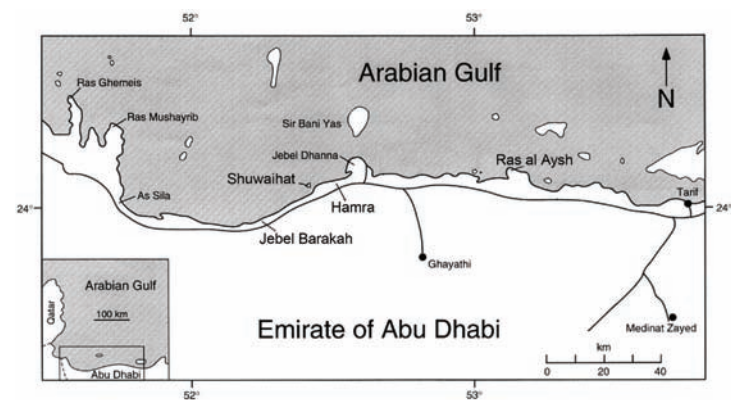 52°
53°
Arabian Gulf
N
Ras Ghemeis
Ras Mushayrib
Sir Bani Yas
Jebel Dhanna
Ras al Aysh
Shuwaihat
As Sila
Tarif
24°
24°
Hamra
Jebel Barakah
Ghayathi
Arabian Gulf
Qatar
100 km
Abu Dhabi
Emirate of Abu Dhabi
Medinat Zayed
km
0 20 40
52°
53°